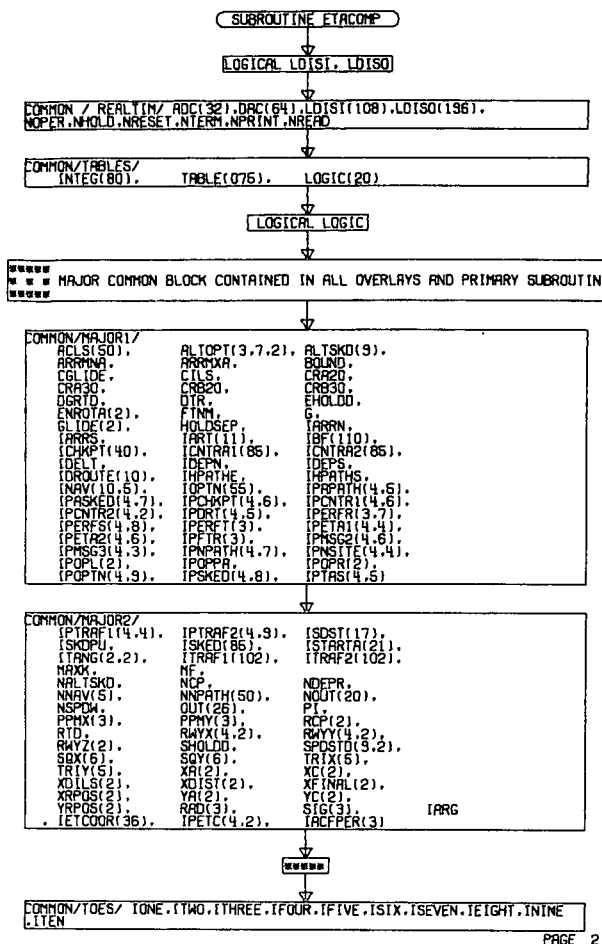 SUBROUTINE ETACOMP
LOGICAL LDISI, LDISO
COMMON / REALTIM/ ADC(32),DAC(64),LDISI(108),LDISO(196),
NOPER,NHOLD,NRESET,NTERM,NPRINT,NREAD
COMMON/TABLES/
INTEG(80), TABLE(075), LOGIC(20)
LOGICAL LOGIC
*****
* * * MAJOR COMMON BLOCK CONTAINED IN ALL OVERLAYS AND PRIMARY SUBROUTIN
*****
COMMON/MAJOR1/
ACLS(50), ALTOPT(3,7,2), ALTSKD(9),
ARRMNA, ARRMXA, BOUND,
CGLIDE, CILS, CRA20,
CRA30, CRB20, CRB30,
DGRTD, DTR, EHOLDD,
ENROTA(2), FTNM, G,
GLIDE(2), HOLDSEP, IARRN,
IARRS, IART(11), IBF(110),
ICHKPT(40), ICNTRA1(85), ICNTRA2(85),
IDELT, IDEPN, IDEPS,
IDROUTE(10), IHPATHE, IHPATHS,
INAV(10,5), IOPTN(55), IPAPATH(4,5),
IPASKED(4,7), IPCHKPT(4,6), IPCNTR1(4,6),
IPCNTR2(4,2), IPDRT(4,5), IPERFR(3,7),
IPERFS(4,8), IPERFT(3), IPETA1(4,4),
IPETA2(4,6), IPFTR(3), IPMSG2(4,6),
IPMSG3(4,3), IPNPATH(4,7), IPNSITE(4,4),
IPOPL(2), IPOPPA, IPOPR(2),
IPOPTN(4,9), IPSKED(4,8), IPTAS(4,5)
COMMON/MAJOR2/
IPTRAF1(4,4), IPTRAF2(4,9), ISDST(17),
ISKDPU, ISKED(85), ISTARTA(21),
ITANG(2,2), ITRAF1(102), ITRAF2(102),
MAXK, MF,
NALTSKD, NCP, NDEPR,
NNAV(5), NNPATH(50), NOUT(20),
NSPDW, OUT(26), PI,
PPMX(3), PPMY(3), RCP(2),
RTD, RWYX(4,2), RWYY(4,2),
RWYZ(2), SHOLDD, SPDSTD(9,2),
SQX(6), SQY(6), TRIX(5),
TRIY(5), XA(2), XC(2),
XDILS(2), XDIST(2), XFINAL(2),
XRPOS(2), YA(2), YC(2),
YRPOS(2), RAD(3), SIG(3), IARG
, IETCOOR(36), IPETC(4,2), IACFPER(3)
*****
COMMON/TOES/ IONE,ITWO,ITHREE,IFOUR,IFIVE,ISIX,ISEVEN,IEIGHT,ININE
,ITEN
PAGE 2